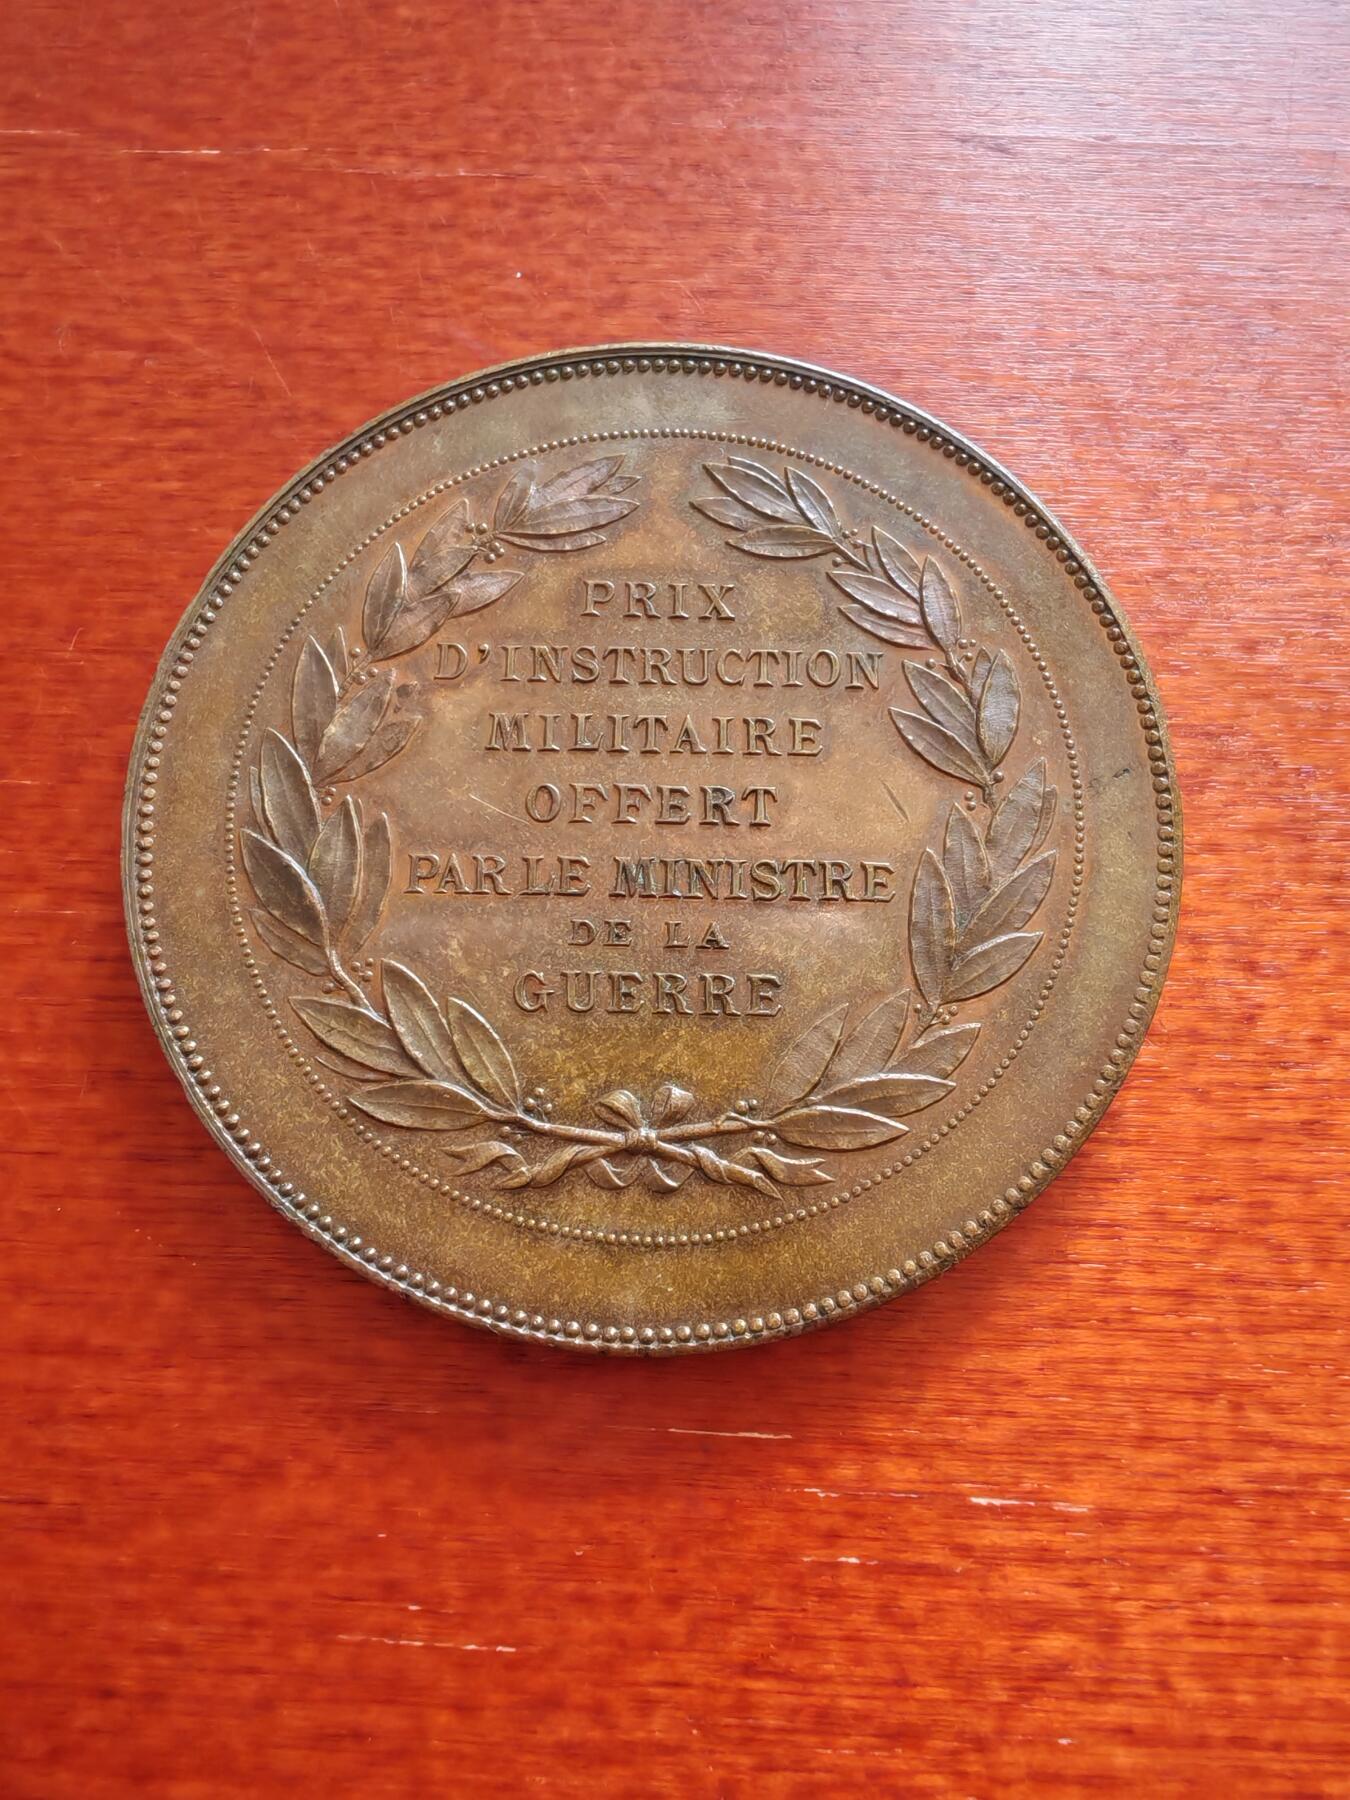 PRIX
D'INSTRUCTION
MILITAIRE
OFFERT
PAR LE MINISTRE
DE LA
GUERRE